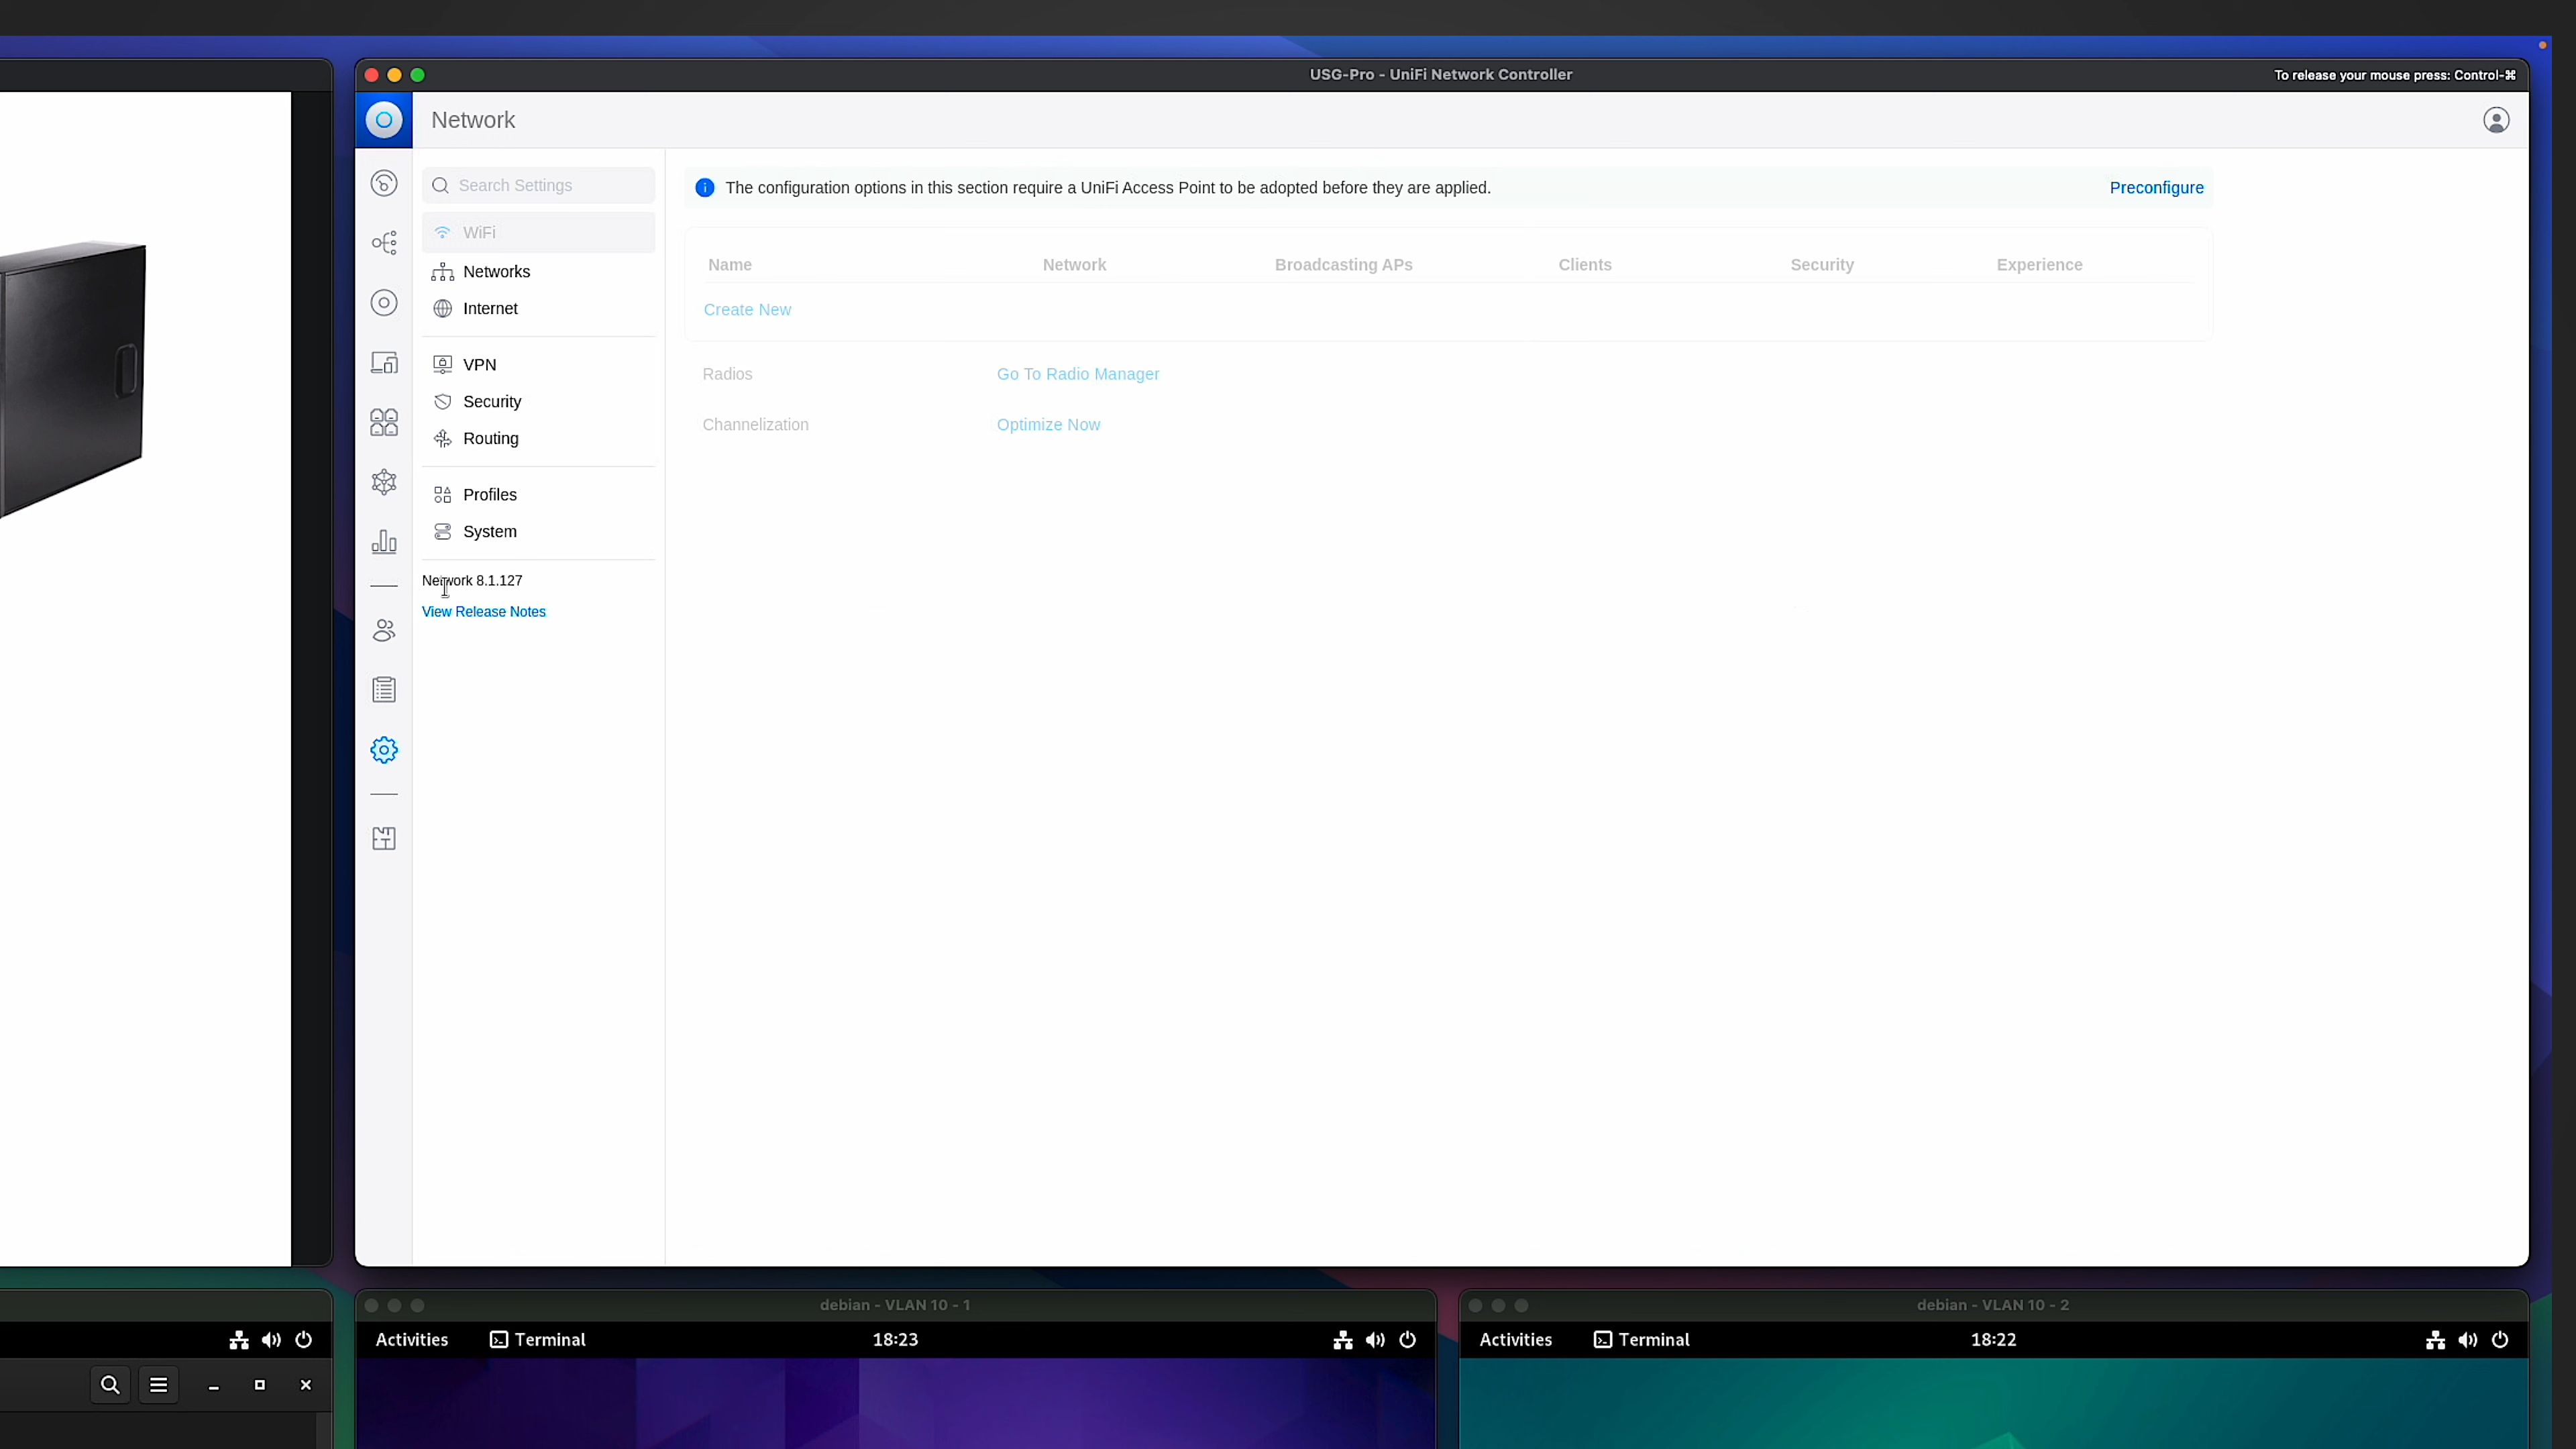 USG-Pro - UniFi Network Controller
To release your mouse press: Control-⌘
Network
Search Settings
The configuration options in this section require a UniFi Access Point to be adopted before they are applied.
Preconfigure
WiFi
Networks
Internet
VPN
Security
Routing
Profiles
System
Network 8.1.127
View Release Notes
Name Network Broadcasting APs Clients Security Experience
Create New
Radios Go To Radio Manager
Channelization Optimize Now
debian - VLAN 10 - 1
Activities Terminal 18:23
debian - VLAN 10 - 2
Activities Terminal 18:22